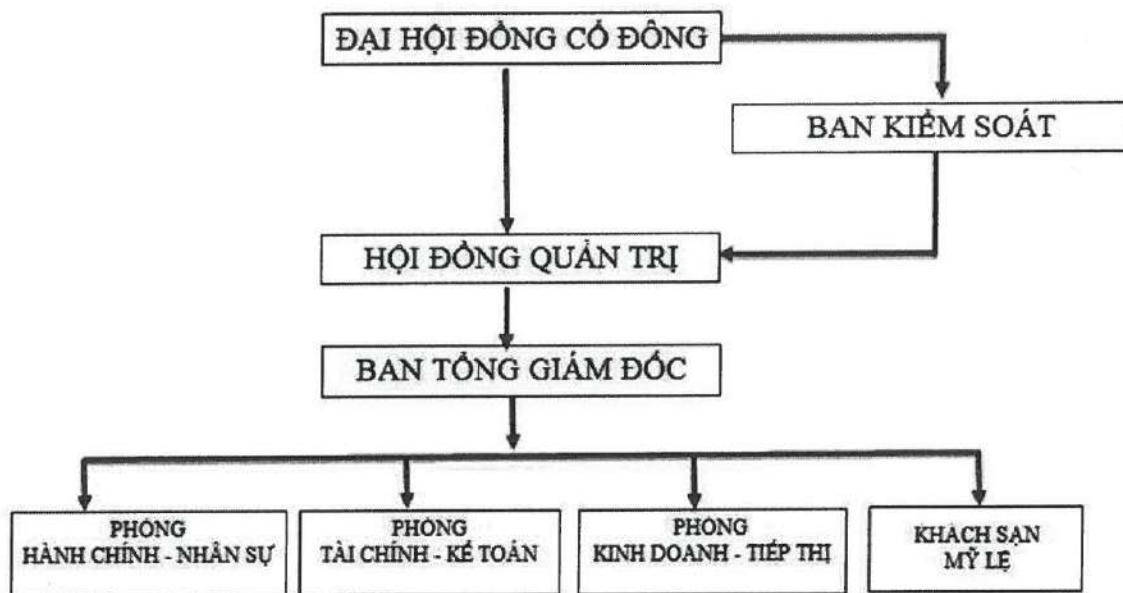 ĐẠI HỘI ĐỒNG CỔ ĐÔNG
BAN KIỂM SOÁT
HỘI ĐỒNG QUẢN TRỊ
BAN TỔNG GIÁM ĐỐC
PHÒNG
HÀNH CHÍNH - NHÂN SỰ
PHÒNG
TÀI CHÍNH - KẾ TOÁN
PHÒNG
KINH DOANH - TIẾP THỊ
KHÁCH SẠN
MỸ LỆ